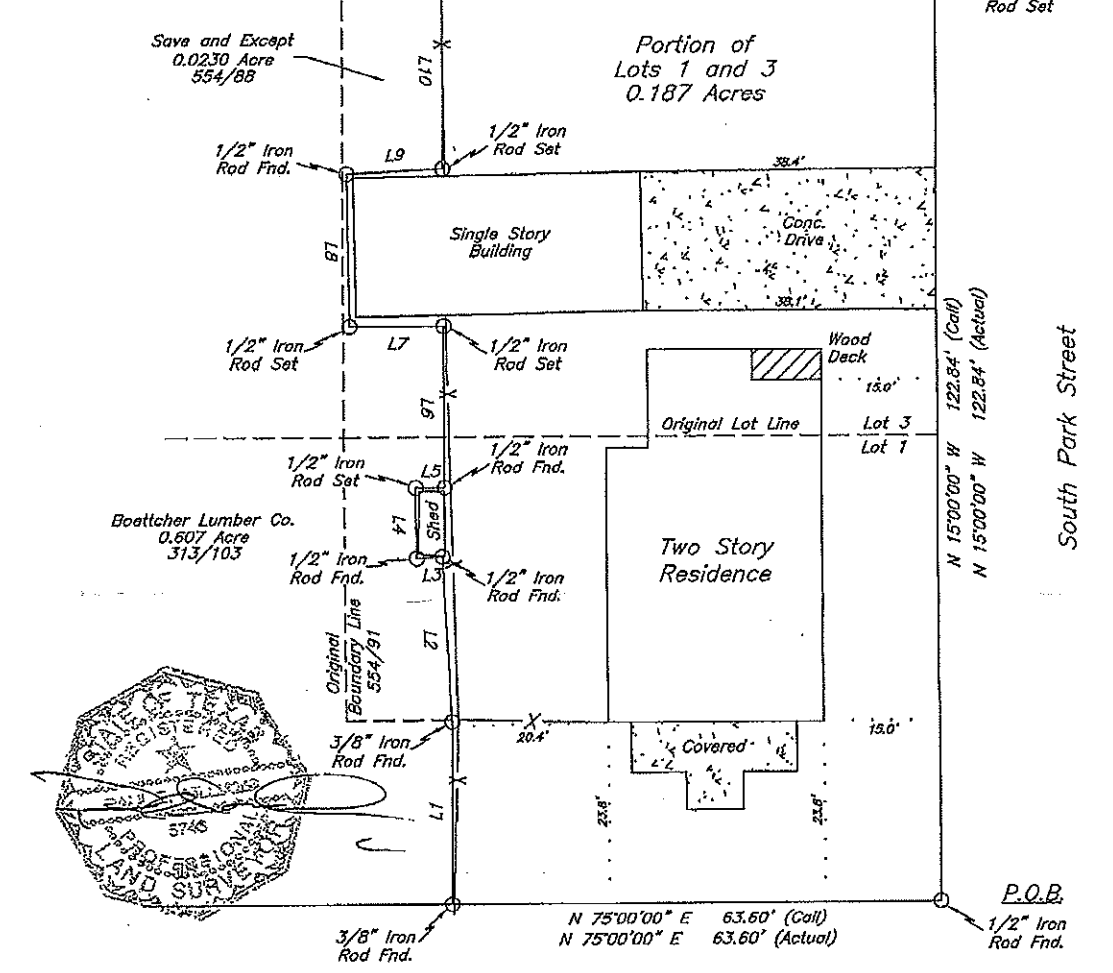 Rod Set
Save and Except
0.0230 Acre
554/88
L10
Portion of
Lots 1 and 3
0.187 Acres
1/2" Iron
Rod Fnd.
L9
1/2" Iron
Rod Set
38.4'
L8
Single Story
Building
Conc.
Drive
38.1'
1/2" Iron
Rod Set
L7
1/2" Iron
Rod Set
Wood
Deck
15.0'
N 15°00'00" W 122.84' (Call)
N 15°00'00" W 122.84' (Actual)
South Park Street
L6
Original Lot Line
Lot 3
Lot 1
1/2" Iron
Rod Set
L5
1/2" Iron
Rod Fnd.
Boettcher Lumber Co.
0.607 Acre
313/103
L4
Shed
1/2" Iron
Rod Fnd.
L3
1/2" Iron
Rod Fnd.
Two Story
Residence
L2
Original
Boundary Line
554/91
3/8" Iron
Rod Fnd.
20.4'
Covered
15.0'
L1
23.8'
23.8'
STATE OF TEXAS
REGISTERED
PROFESSIONAL
LAND SURVEYOR
3/8" Iron
Rod Fnd.
N 75°00'00" E 63.60' (Call)
N 75°00'00" E 63.60' (Actual)
P.O.B.
1/2" Iron
Rod Fnd.